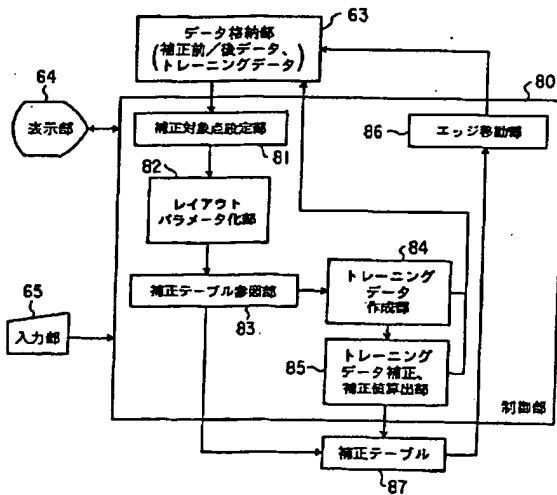 63
データ格納部
(補正前/後データ、
トレーニングデータ)
64
表示部
80
補正対象点設定部
81
86
エッジ移動部
82
レイアウト
パラメータ化部
84
トレーニング
データ
作成部
補正テーブル参照部
83
65
入力部
85
トレーニング
データ補正、
補正値算出部
制御部
補正テーブル
87